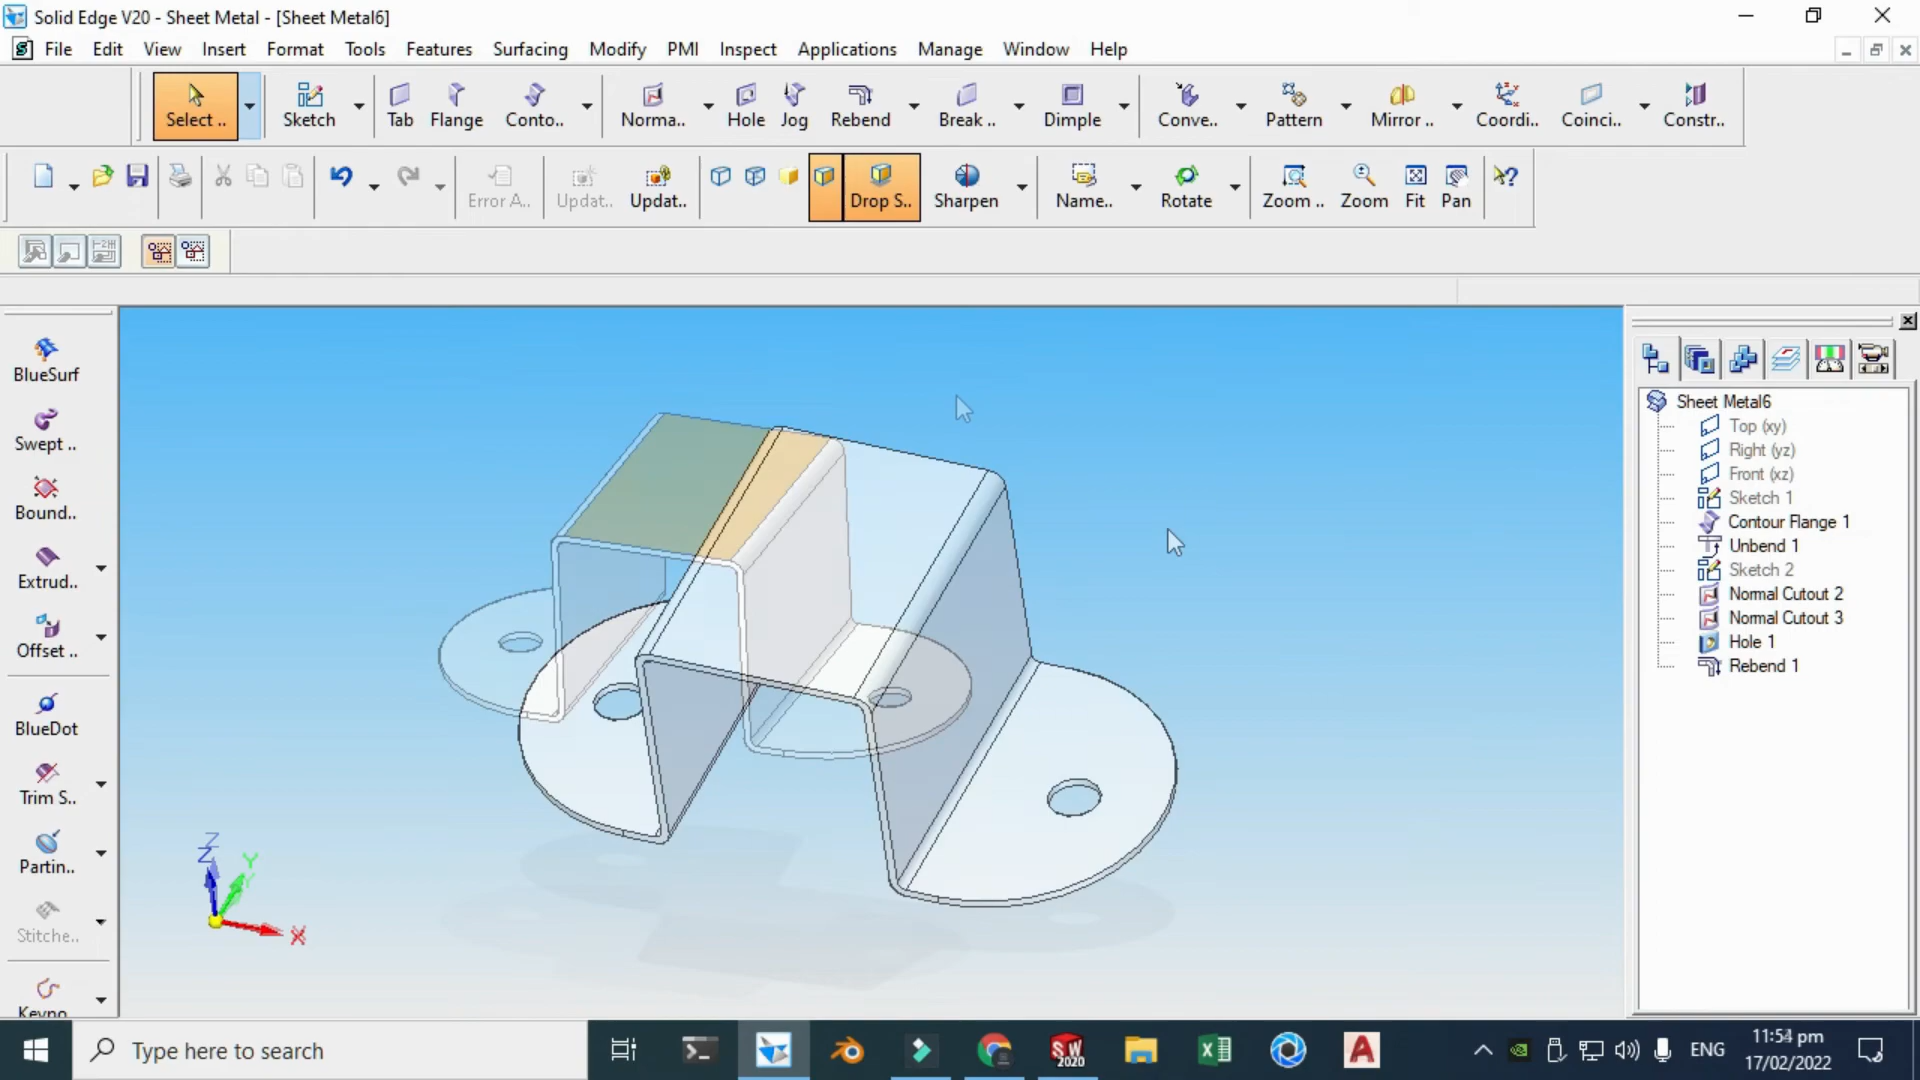 Solid Edge V20 - Sheet Metal - [Sheet Metal6]
File Edit View Insert Format Tools Features Surfacing Modify PMI Inspect Applications Manage Window Help
Select .. Sketch Tab Flange Conto.. Norma.. Hole Jog Rebend Break .. Dimple Conve.. Pattern Mirror .. Coordi.. Coinci.. Constr..
Error A.. Updat.. Updat.. Drop S.. Sharpen Name.. Rotate Zoom .. Zoom Fit Pan
BlueSurf
Swept ..
Bound..
Extrud..
Offset ..
BlueDot
Trim S..
Partin..
Stitche..
Keypo
Sheet Metal6
Top (xy)
Right (yz)
Front (xz)
Sketch 1
Contour Flange 1
Unbend 1
Sketch 2
Normal Cutout 2
Normal Cutout 3
Hole 1
Rebend 1
Z
Z
Y
X
Type here to search
SW
2020
ENG
11:54 pm
17/02/2022